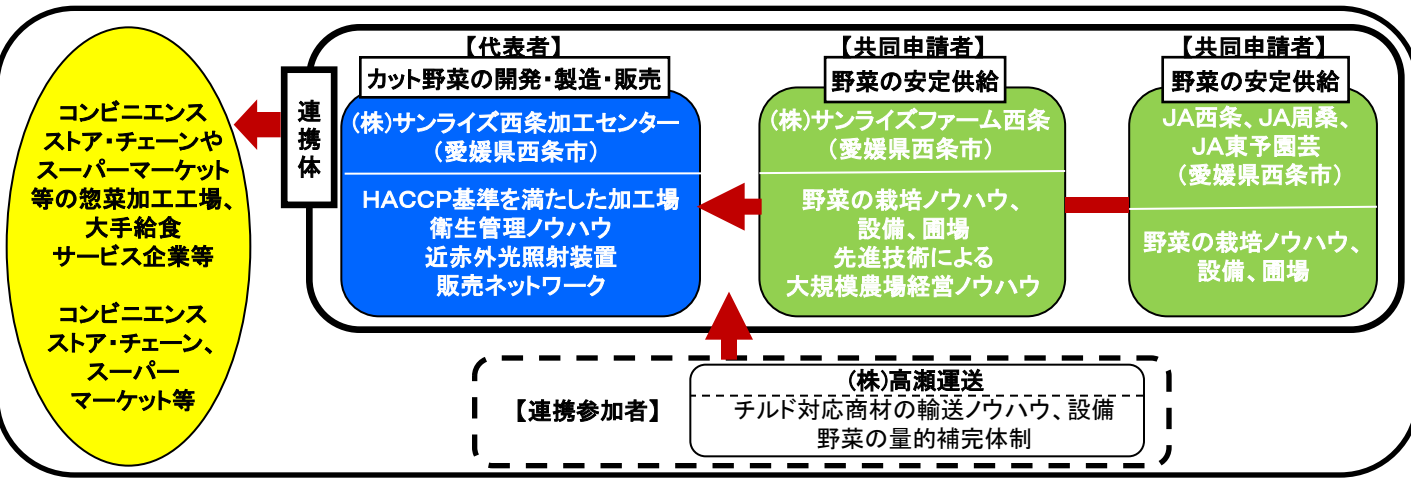 コンビニエンス
ストア・チェーンや
スーパーマーケット
等の惣菜加工工場、
大手給食
サービス企業等
コンビニエンス
ストア・チェーン、
スーパー
マーケット等
連
携
体
【代表者】
カット野菜の開発・製造・販売
(株)サンライズ西条加工センター
(愛媛県西条市)
HACCP基準を満たした加工場
衛生管理ノウハウ
近赤外光照射装置
販売ネットワーク
【共同申請者】
野菜の安定供給
(株)サンライズファーム西条
(愛媛県西条市)
野菜の栽培ノウハウ、
設備、圃場
先進技術による
大規模農場経営ノウハウ
【共同申請者】
野菜の安定供給
JA西条、JA周桑、
JA東予園芸
(愛媛県西条市)
野菜の栽培ノウハウ、
設備、圃場
【連携参加者】
(株)高瀬運送
チルド対応商材の輸送ノウハウ、設備
野菜の量的補完体制